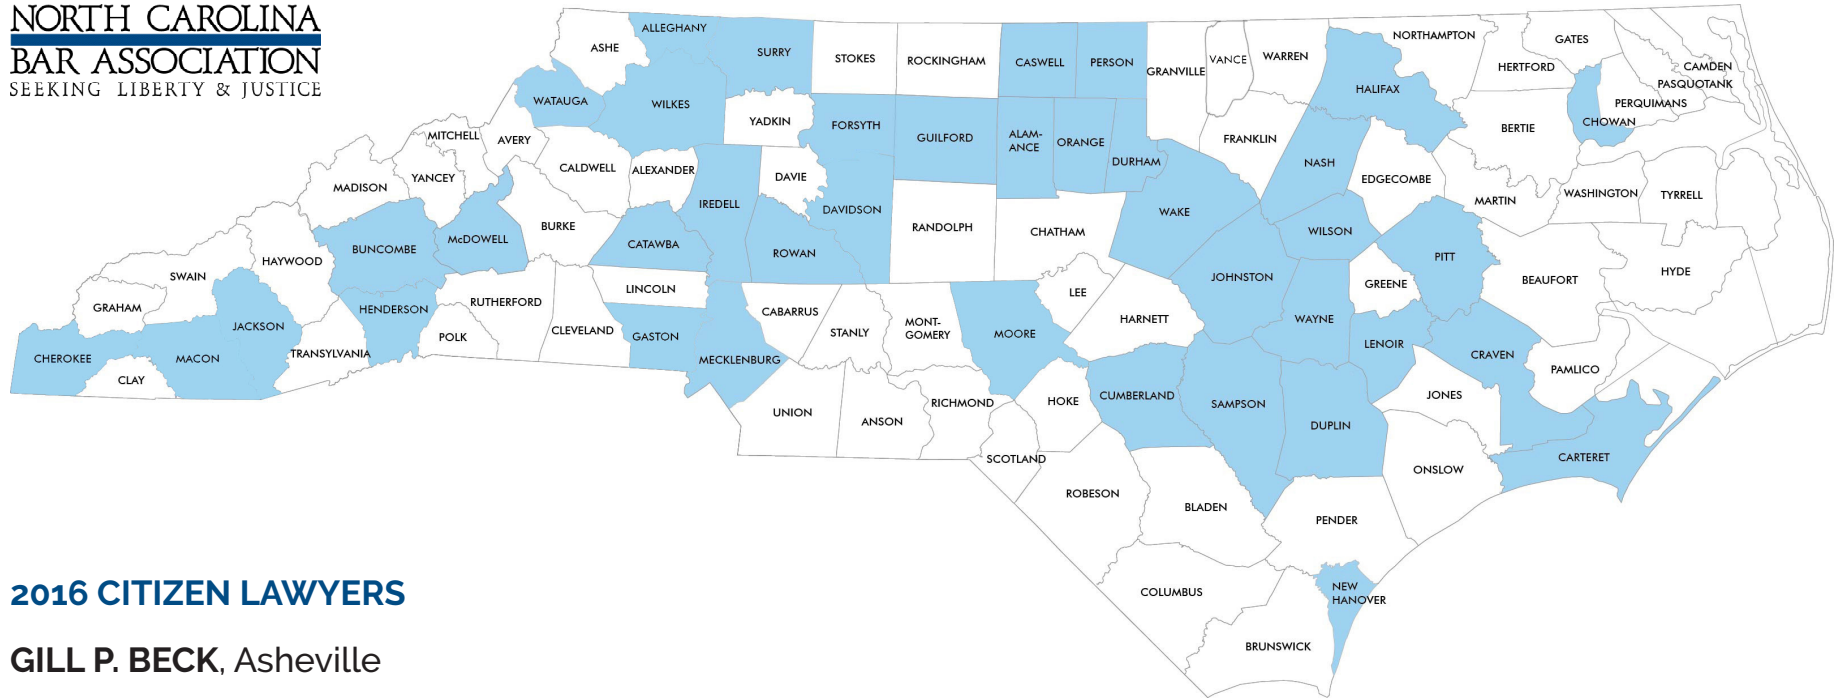 NORTH CAROLINA
BAR ASSOCIATION
SEEKING LIBERTY & JUSTICE
ALLEGHANY
ASHE
SURRY
STOKES
ROCKINGHAM
CASWELL
PERSON
GRANVILLE
VANCE
WARREN
NORTHAMPTON
GATES
HERTFORD
CAMDEN
PASQUOTANK
PERQUIMANS
CHOWAN
HALIFAX
BERTIE
WATAUGA
WILKES
YADKIN
FORSYTH
GUILFORD
ALAM-
ANCE
ORANGE
DURHAM
FRANKLIN
NASH
EDGECOMBE
MARTIN
WASHINGTON
TYRRELL
MITCHELL
AVERY
CALDWELL
ALEXANDER
DAVIE
YANCEY
MADISON
IREDELL
DAVIDSON
RANDOLPH
CHATHAM
WAKE
WILSON
PITT
BEAUFORT
HYDE
BUNCOMBE
McDOWELL
BURKE
CATAWBA
ROWAN
HAYWOOD
SWAIN
GRAHAM
JOHNSTON
GREENE
LEE
HARNETT
WAYNE
LINCOLN
RUTHERFORD
HENDERSON
POLK
CLEVELAND
GASTON
CABARRUS
STANLY
MONT-
GOMERY
MOORE
LENOIR
CRAVEN
PAMLICO
JACKSON
TRANSYLVANIA
MACON
CHEROKEE
CLAY
MECKLENBURG
UNION
ANSON
RICHMOND
HOKE
CUMBERLAND
SAMPSON
DUPLIN
JONES
ONSLOW
CARTERET
SCOTLAND
ROBESON
BLADEN
PENDER
COLUMBUS
NEW
HANOVER
BRUNSWICK
2016 CITIZEN LAWYERS
GILL P. BECK, Asheville